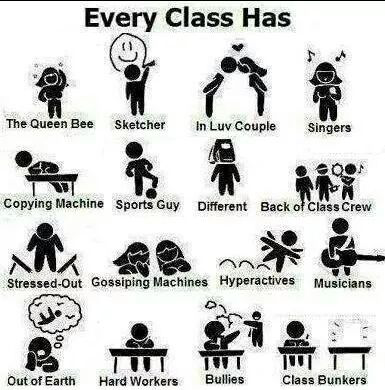 Every Class Has
The Queen Bee
Sketcher
In Luv Couple
Singers
Copying Machine
Sports Guy
Different
Back of Class Crew
Stressed-Out
Gossiping Machines
Hyperactives
Musicians
Out of Earth
Hard Workers
Bullies
Class Bunkers